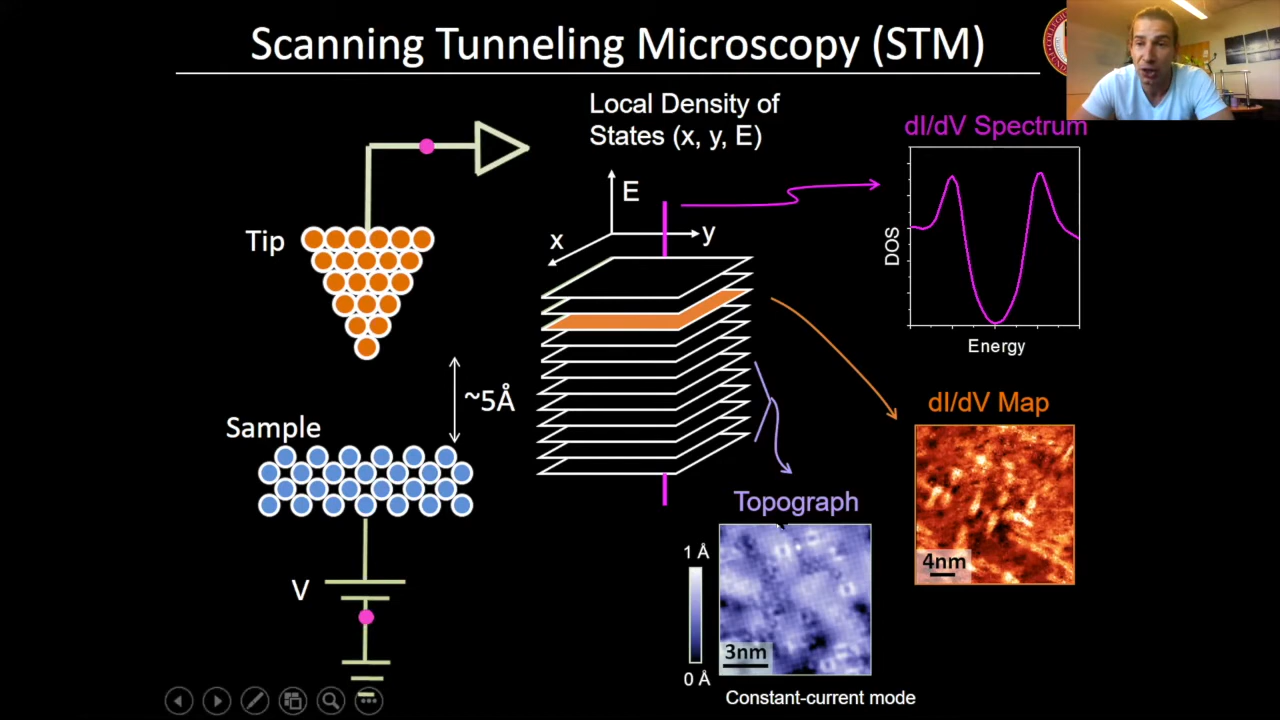 Scanning Tunneling Microscopy (STM)
Local Density of
States (x, y, E)
dI/dV Spectrum
E
x
y
Tip
DOS
Energy
~5Å
Sample
dI/dV Map
4nm
Topograph
1 Å
3nm
0 Å
V
Constant-current mode